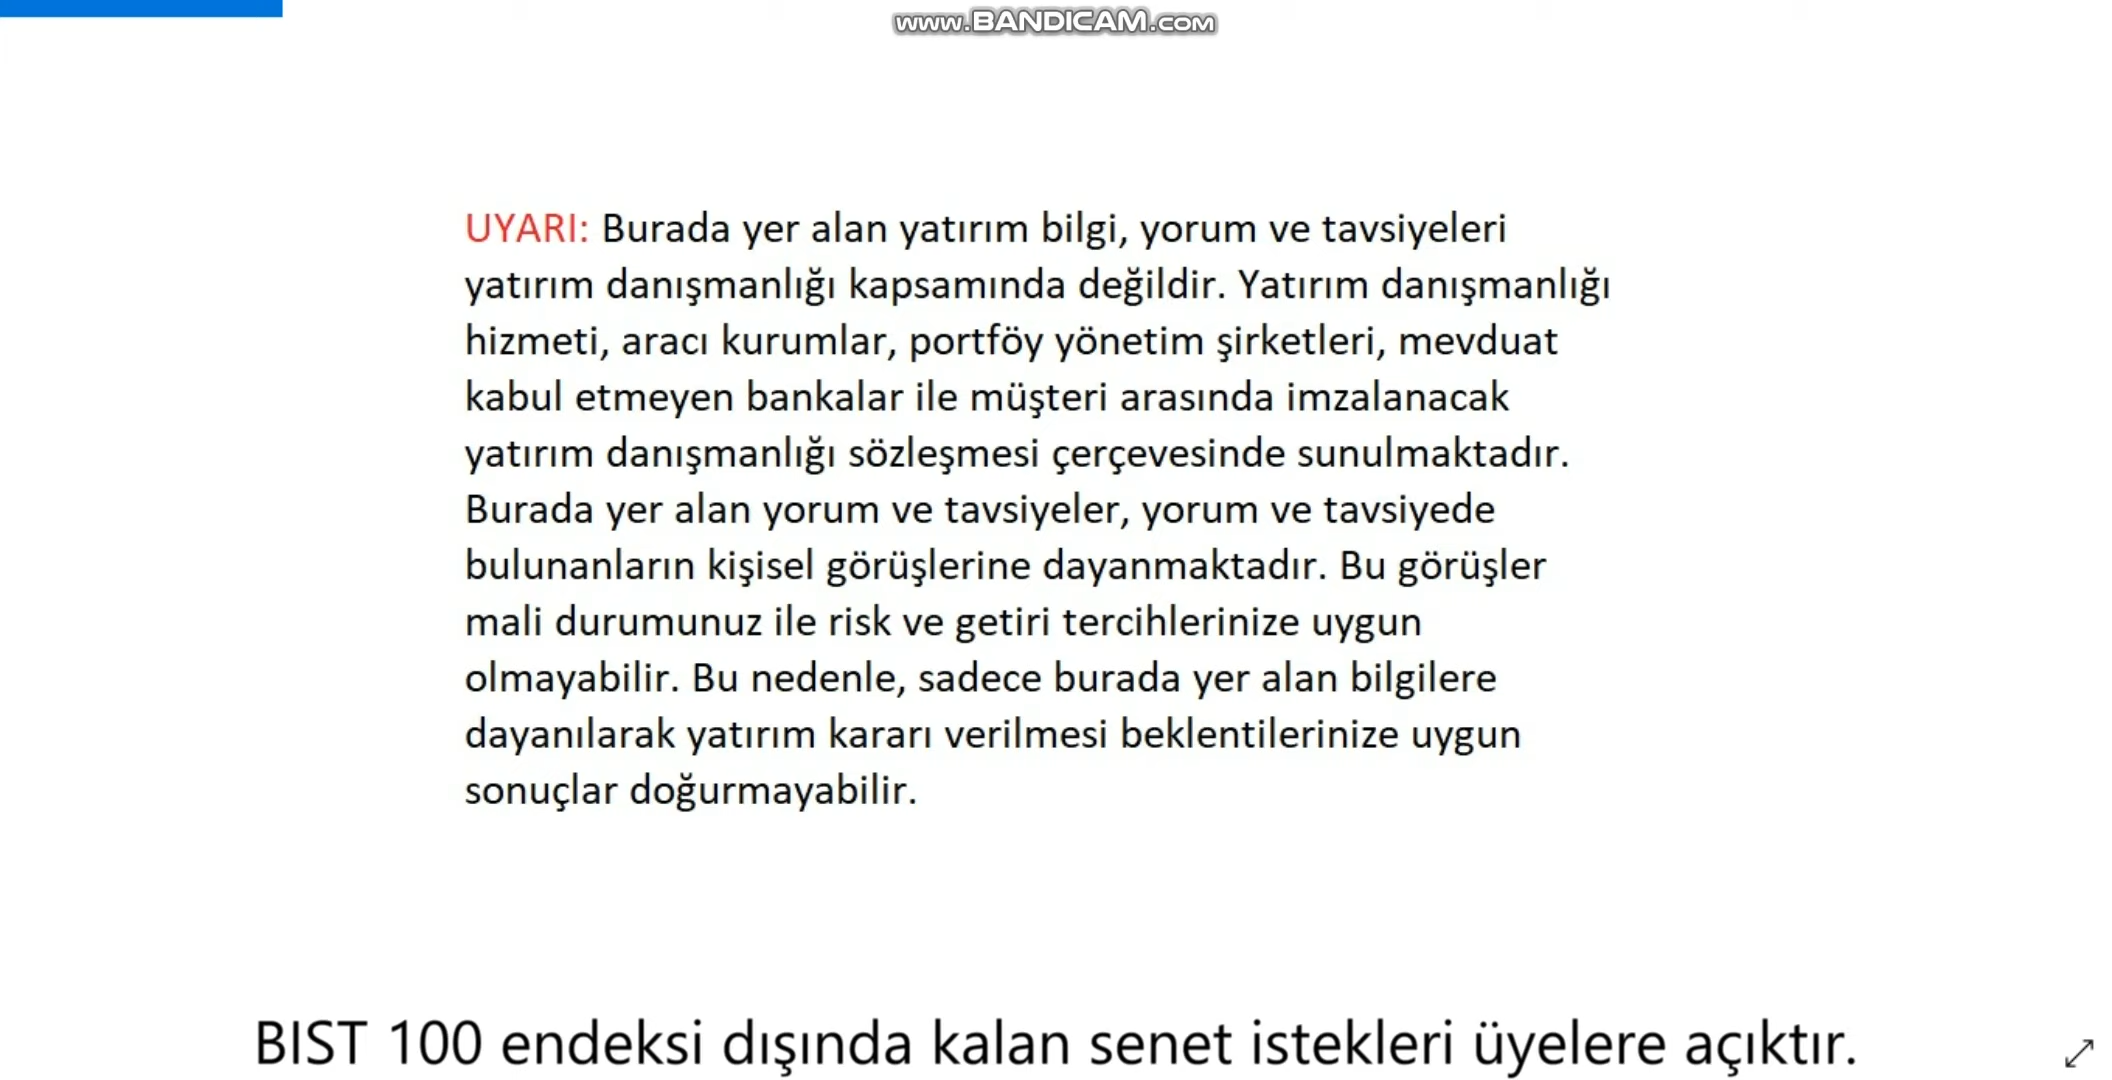 www.BANDICAM.com
UYARI: Burada yer alan yatırım bilgi, yorum ve tavsiyeleri
yatırım danışmanlığı kapsamında değildir. Yatırım danışmanlığı
hizmeti, aracı kurumlar, portföy yönetim şirketleri, mevduat
kabul etmeyen bankalar ile müşteri arasında imzalanacak
yatırım danışmanlığı sözleşmesi çerçevesinde sunulmaktadır.
Burada yer alan yorum ve tavsiyeler, yorum ve tavsiyede
bulunanların kişisel görüşlerine dayanmaktadır. Bu görüşler
mali durumunuz ile risk ve getiri tercihlerinize uygun
olmayabilir. Bu nedenle, sadece burada yer alan bilgilere
dayanılarak yatırım kararı verilmesi beklentilerinize uygun
sonuçlar doğurmayabilir.
BIST 100 endeksi dışında kalan senet istekleri üyelere açıktır.